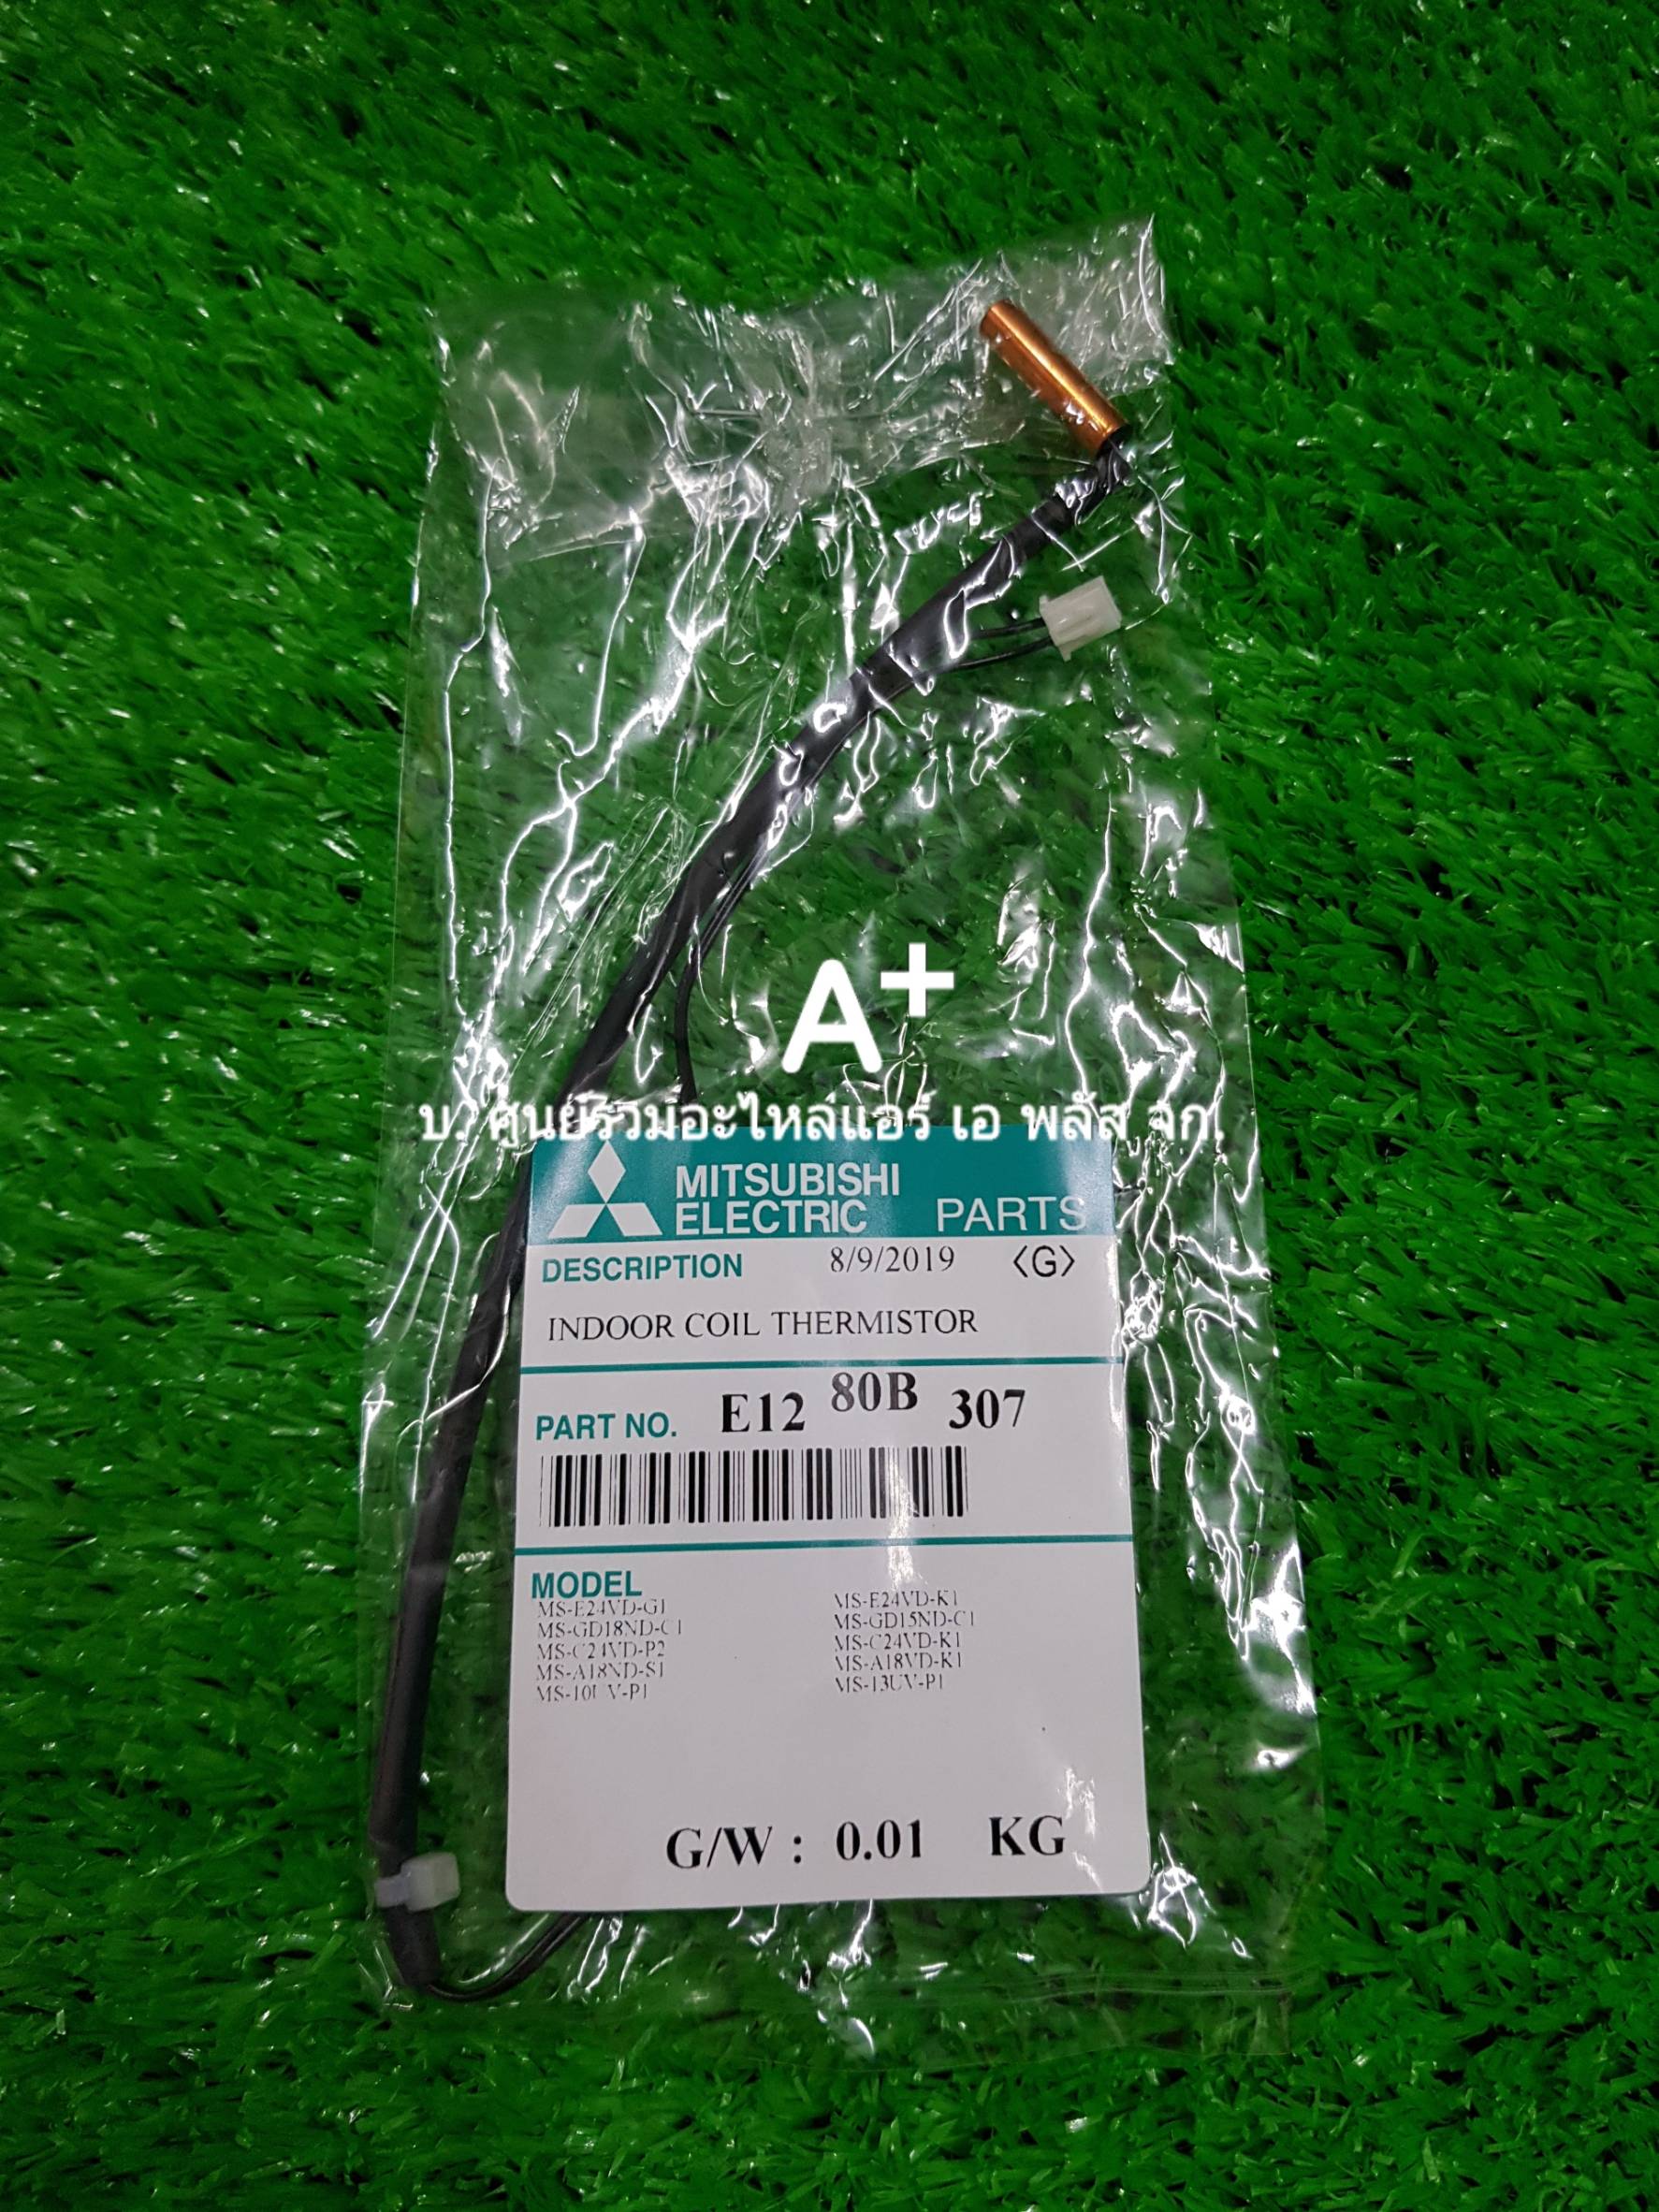 A+
บ. ศูนย์รวมอะไหล่แอร์ เอ พลัส จก.
MITSUBISHI
ELECTRIC PARTS
DESCRIPTION 8/9/2019 <G>
INDOOR COIL THERMISTOR
PART NO. E12 80B 307
MODEL
MS-E24VD-G1 MS-E24VD-K1
MS-GD18ND-C1 MS-GD15ND-C1
MS-C24VD-P2 MS-C24VD-K1
MS-A18ND-S1 MS-A18VD-K1
MS-10UV-P1 MS-13UV-P1
G/W : 0.01 KG